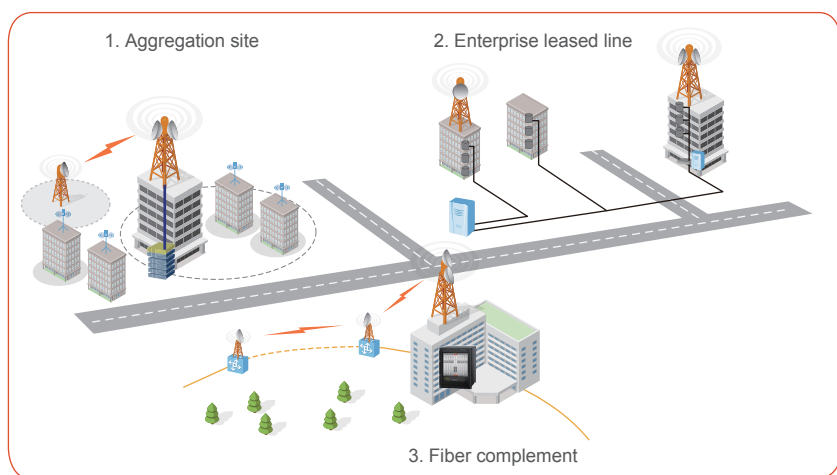 1. Aggregation site
2. Enterprise leased line
3. Fiber complement